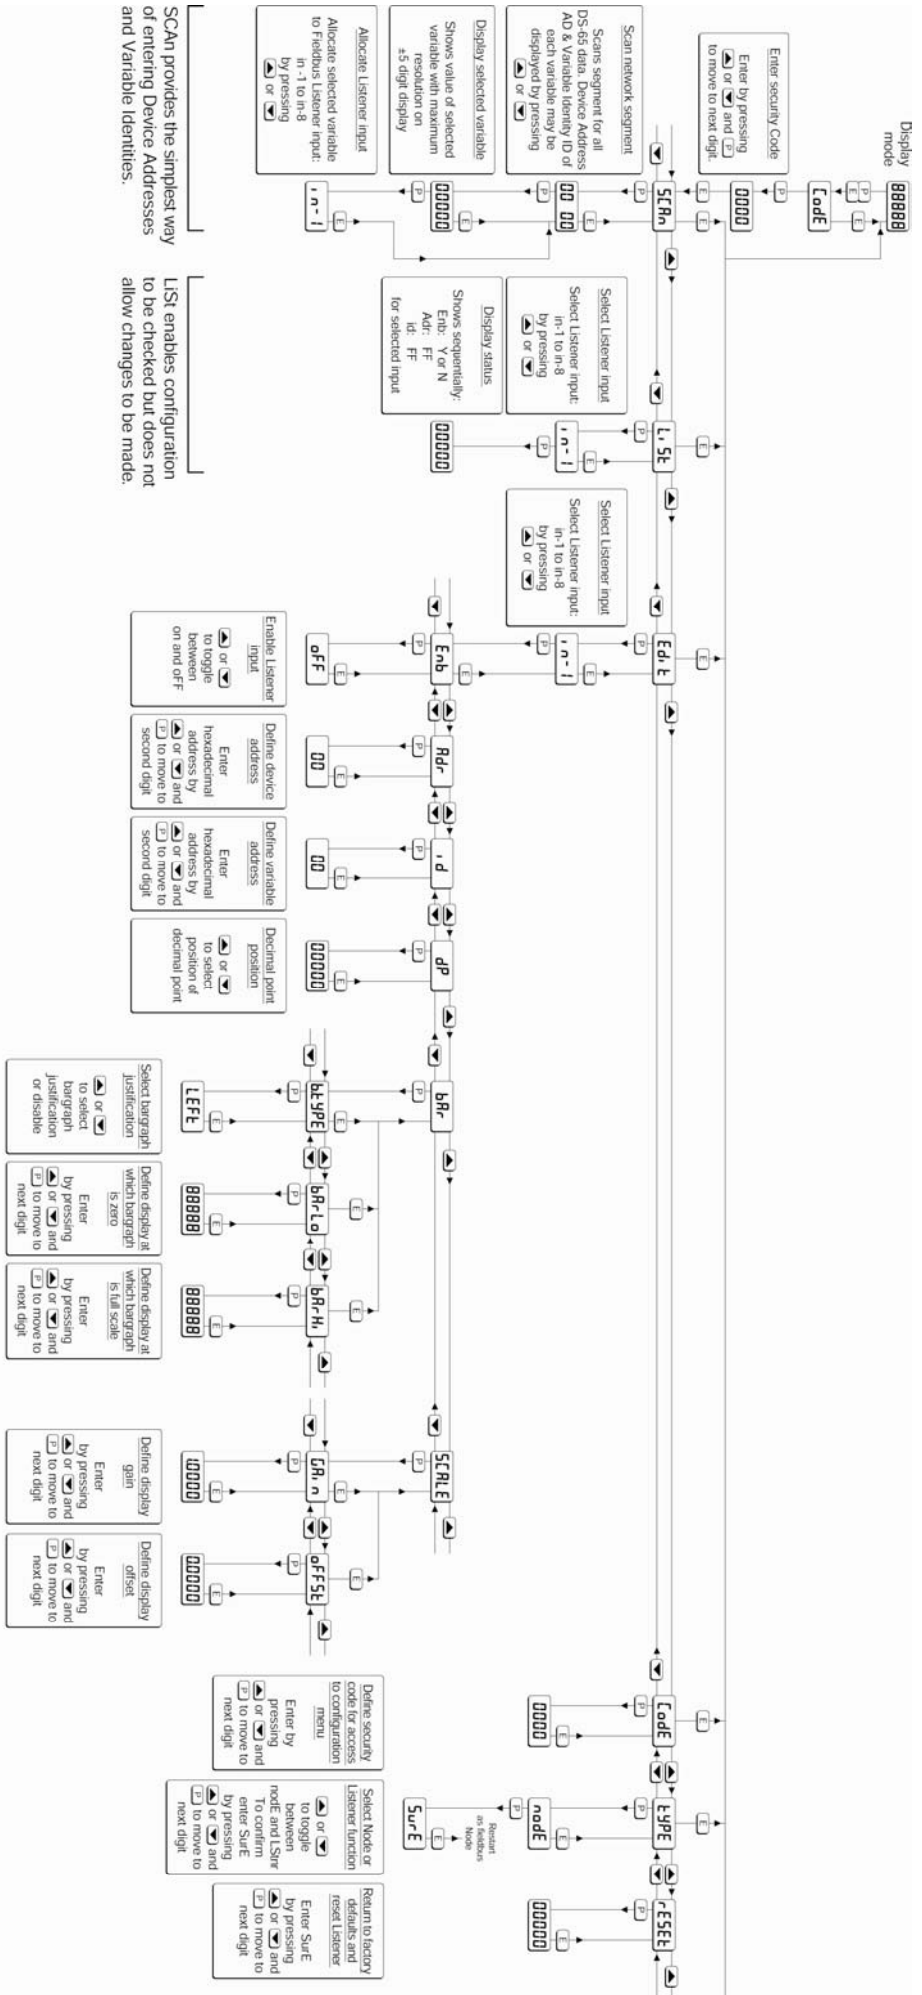 Display
mode
88888
P
E
E
CodE
P
E
0000
Enter security Code
Enter by pressing
▲ or ▼ and P
to move to next digit.
E
E
SCAn
P
E
Scan network segment
Scans segment for all
DS-65 data. Device Address
AD & Variable Identity ID of
each variable may be
displayed by pressing
▲ or ▼
00 00
P
E
Display selected variable
Shows value of selected
variable with maximum
resolution on
±5 digit display
00000
P
E
Allocate Listener input
Allocate selected variable
to Fieldbus Listener input:
in -1 to in-8
by pressing
▲ or ▼
in-1
SCAn provides the simplest way
of entering Device Addresses
and Variable Identities.
E
LiSt
P
E
Select Listener input
Select Listener input:
in-1 to in-8
by pressing
▲ or ▼
in-1
P
Display status
Shows sequentially:
Enb: Y or N
Adr: FF
id: FF
for selected input
00000
LiSt enables configuration
to be checked but does not
allow changes to be made.
E
Edit
P
E
Select Listener input
Select Listener input:
in-1 to in-8
by pressing
▲ or ▼
in-1
P
E
Enb
P
E
oFF
Enable Listener
input
▲ or ▼
to toggle
between
on and oFF
Adr
P
E
00
Define device
address
Enter
hexadecimal
address by
▲ or ▼ and
P to move to
second digit
id
P
E
00
Define variable
address
Enter
hexadecimal
address by
▲ or ▼ and
P to move to
second digit
dP
P
E
00000
Decimal point
position
▲ or ▼
to select
position of
decimal point
bAr
P
E
btYPE
P
E
LEFt
Select bargraph
justification
▲ or ▼
to select
bargraph
justification
or disable
E
bArLo
P
E
88888
Define display at
which bargraph
is zero
Enter
by pressing
▲ or ▼ and
P to move to
next digit
E
bArHi
P
E
88888
Define display at
which bargraph
is full scale
Enter
by pressing
▲ or ▼ and
P to move to
next digit
SCALE
P
E
GAin
P
E
1.0000
Define display
gain
Enter
by pressing
▲ or ▼ and
P to move to
next digit
E
oFFSt
P
E
0.0000
Define display
offset
Enter
by pressing
▲ or ▼ and
P to move to
next digit
E
CodE
P
E
0000
Define security
code for access
to configuration
menu
Enter by
pressing
▲ or ▼ and
P to move to
next digit
E
tYPE
P
E
nodE
P
Restart
as fieldbus
Node
E
SurE
Select Node or
Listener function
▲ or ▼
to toggle
between
nodE and LStnr
To confirm
enter SurE
by pressing
▲ or ▼ and
P to move to
next digit
rESEt
P
E
00000
Return to factory
defaults and
reset Listener
Enter SurE
by pressing
▲ or ▼ and
P to move to
next digit